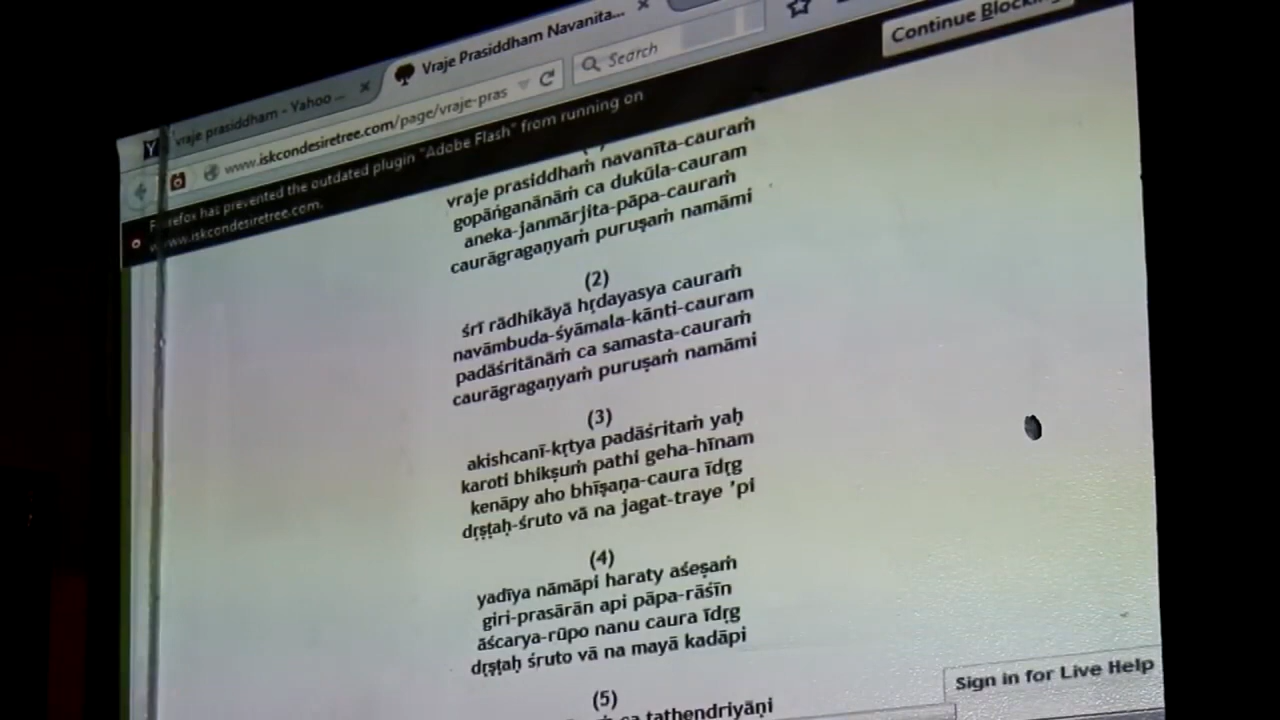 vraje prasiddham - Yahoo ...
Vraje Prasiddham Navanita...
www.iskcondesiretree.com/page/vraje-pras
Search
Firefox has prevented the outdated plugin "Adobe Flash" from running on
www.iskcondesiretree.com.
Continue Blocking
vraje prasiddhaṁ navanīta-cauraṁ
gopāṅganānāṁ ca dukūla-cauram
aneka-janmārjita-pāpa-cauraṁ
caurāgragaṇyaṁ puruṣaṁ namāmi
(2)
śrī rādhikāyā hṛdayasya cauraṁ
navāmbuda-śyāmala-kānti-cauram
padāśritānāṁ ca samasta-cauraṁ
caurāgragaṇyaṁ puruṣaṁ namāmi
(3)
akishcanī-kṛtya padāśritaṁ yaḥ
karoti bhikṣuṁ pathi geha-hīnam
kenāpy aho bhīṣaṇa-caura īdṛg
dṛṣṭaḥ-śruto vā na jagat-traye 'pi
(4)
yadīya nāmāpi haraty aśeṣaṁ
giri-prasārān api pāpa-rāśīn
āścarya-rūpo nanu caura īdṛg
dṛṣṭaḥ śruto vā na mayā kadāpi
(5)
ca tathendriyāṇi
Sign in for Live Help